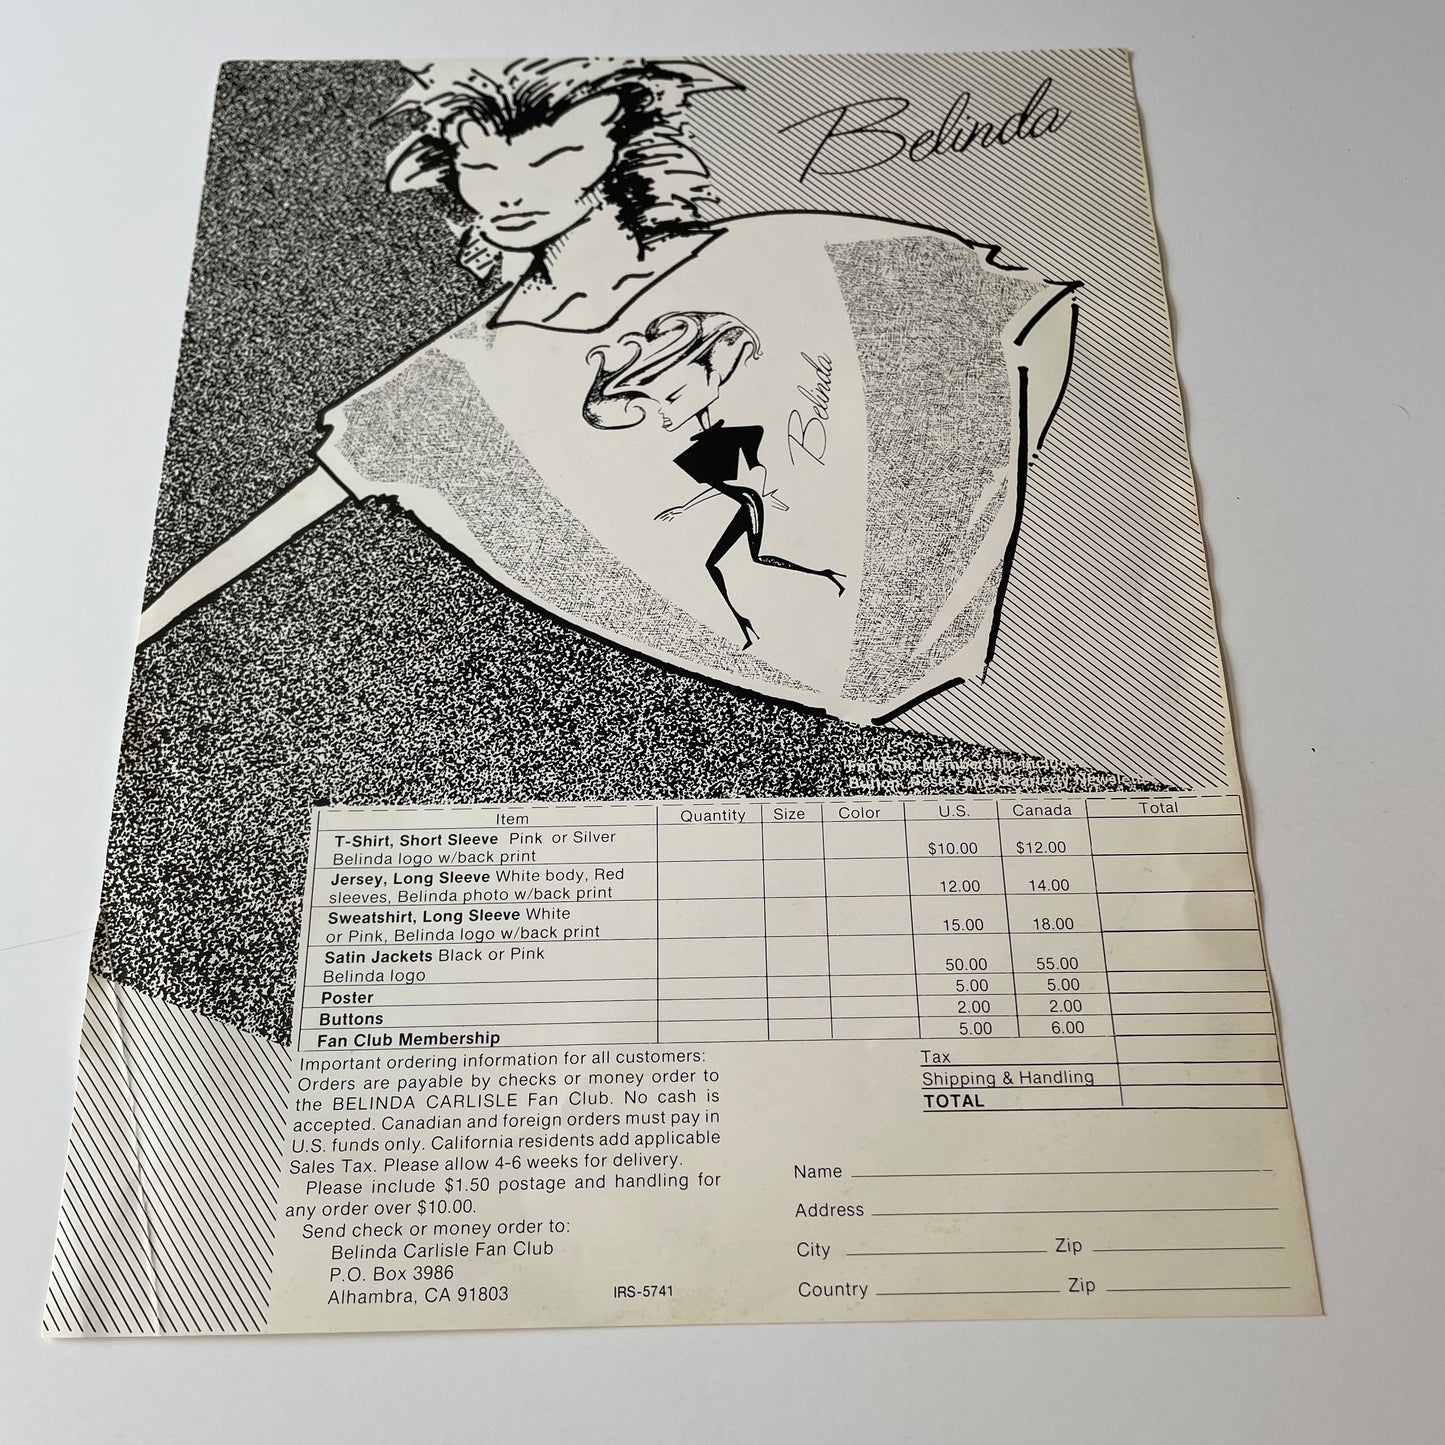 Belinda
Belinda
Fan Club Membership
Item Quantity Size Color U.S. Canada Total
T-Shirt, Short Sleeve Pink or Silver
Belinda logo w/back print $10.00 $12.00
Jersey, Long Sleeve White body, Red
sleeves, Belinda photo w/back print 12.00 14.00
Sweatshirt, Long Sleeve White
or Pink, Belinda logo w/back print 15.00 18.00
Satin Jackets Black or Pink
Belinda logo 50.00 55.00
Poster 5.00 5.00
Buttons 2.00 2.00
Fan Club Membership 5.00 6.00
Tax
Shipping & Handling
TOTAL
Important ordering information for all customers:
Orders are payable by checks or money order to
the BELINDA CARLISLE Fan Club. No cash is
accepted. Canadian and foreign orders must pay in
U.S. funds only. California residents add applicable
Sales Tax. Please allow 4-6 weeks for delivery.
Please include $1.50 postage and handling for
any order over $10.00.
Send check or money order to:
Belinda Carlisle Fan Club
P.O. Box 3986
Alhambra, CA 91803
IRS-5741
Name
Address
City Zip
Country Zip